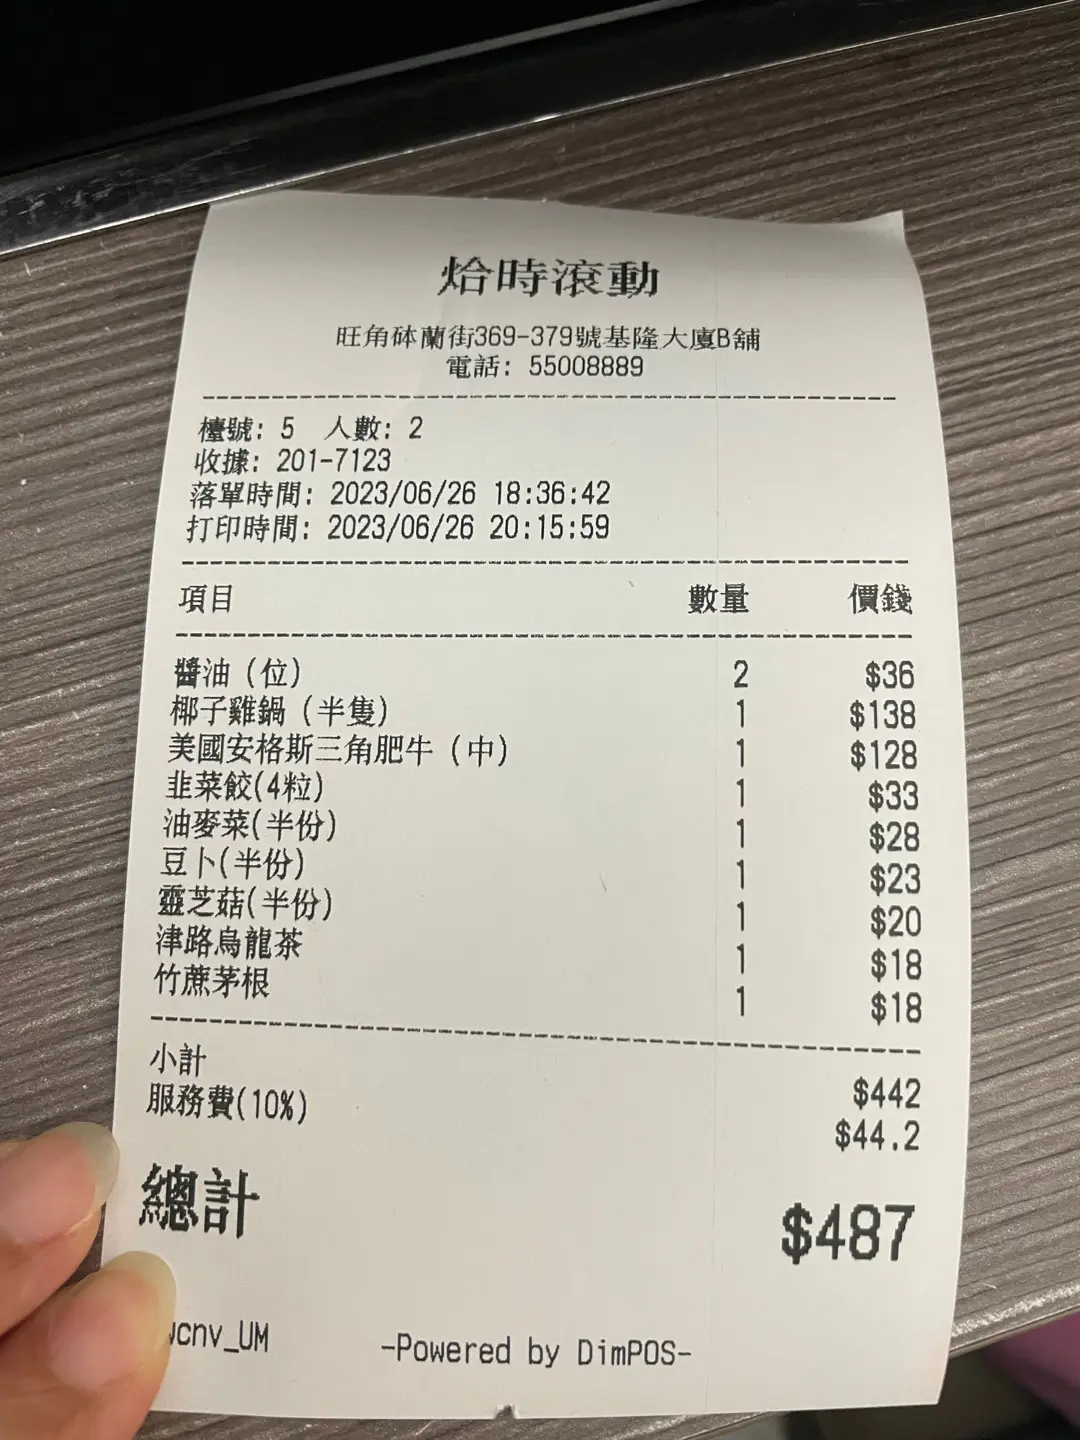 烚時滾動
旺角砵蘭街369-379號基隆大廈B舖
電話: 55008889
檯號: 5 人數: 2
收據: 201-7123
落單時間: 2023/06/26 18:36:42
打印時間: 2023/06/26 20:15:59
項目 數量 價錢
醬油 (位) 2 $36
椰子雞鍋 (半隻) 1 $138
美國安格斯三角肥牛 (中) 1 $128
韭菜餃(4粒) 1 $33
油麥菜(半份) 1 $28
豆卜(半份) 1 $23
靈芝菇(半份) 1 $20
津路烏龍茶 1 $18
竹蔗茅根 1 $18
小計 $442
服務費(10%) $44.2
總計 $487
cnv_UM -Powered by DimPOS-